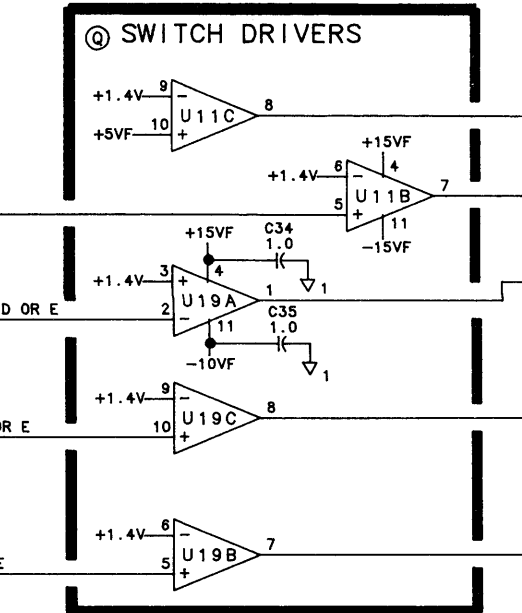 Q SWITCH DRIVERS
+1.4V 9 − U11C 8
+5VF 10 +
+15VF
+1.4V 6 − 4 U11B 7
5 + 11
−15VF
+15VF C34
1.0
4 1
+1.4V 3 + U19A 1
D OR E 2 − 11 C35
1.0
−10VF 1
+1.4V 9 − U19C 8
OR E 10 +
+1.4V 6 − U19B 7
E 5 +